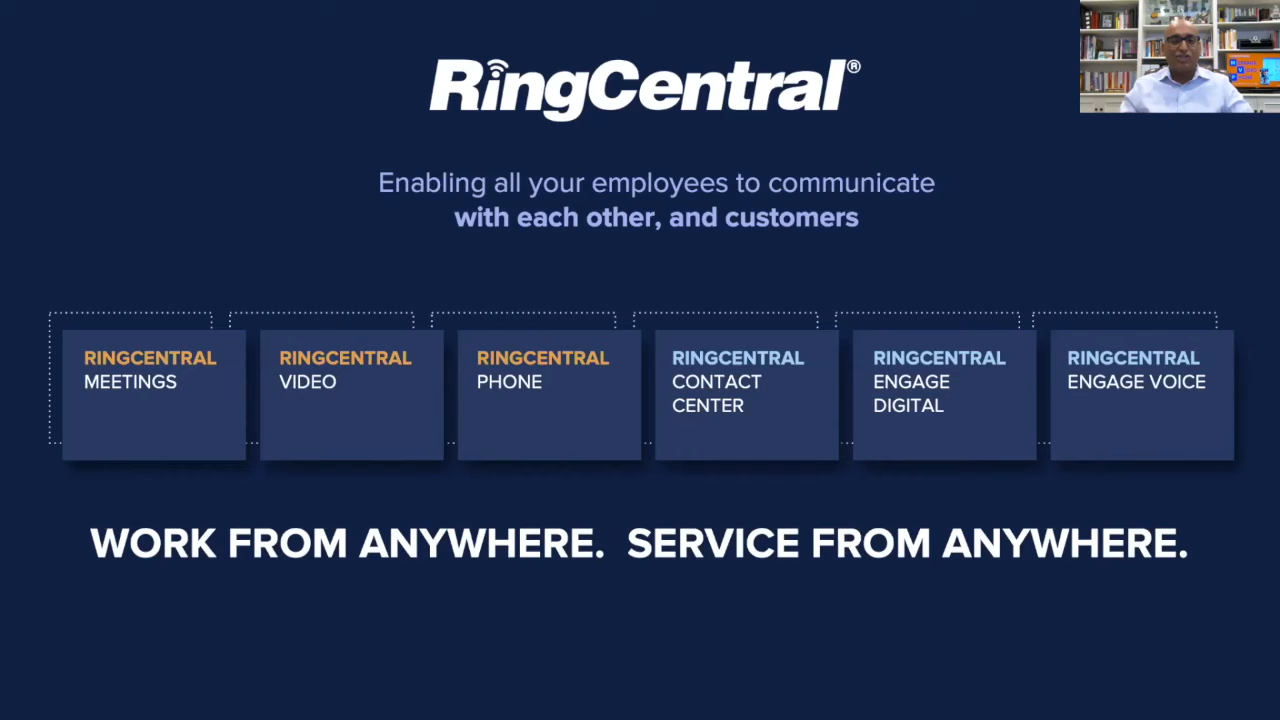 RingCentral®
Enabling all your employees to communicate
with each other, and customers
RINGCENTRAL
MEETINGS
RINGCENTRAL
VIDEO
RINGCENTRAL
PHONE
RINGCENTRAL
CONTACT
CENTER
RINGCENTRAL
ENGAGE
DIGITAL
RINGCENTRAL
ENGAGE VOICE
WORK FROM ANYWHERE. SERVICE FROM ANYWHERE.